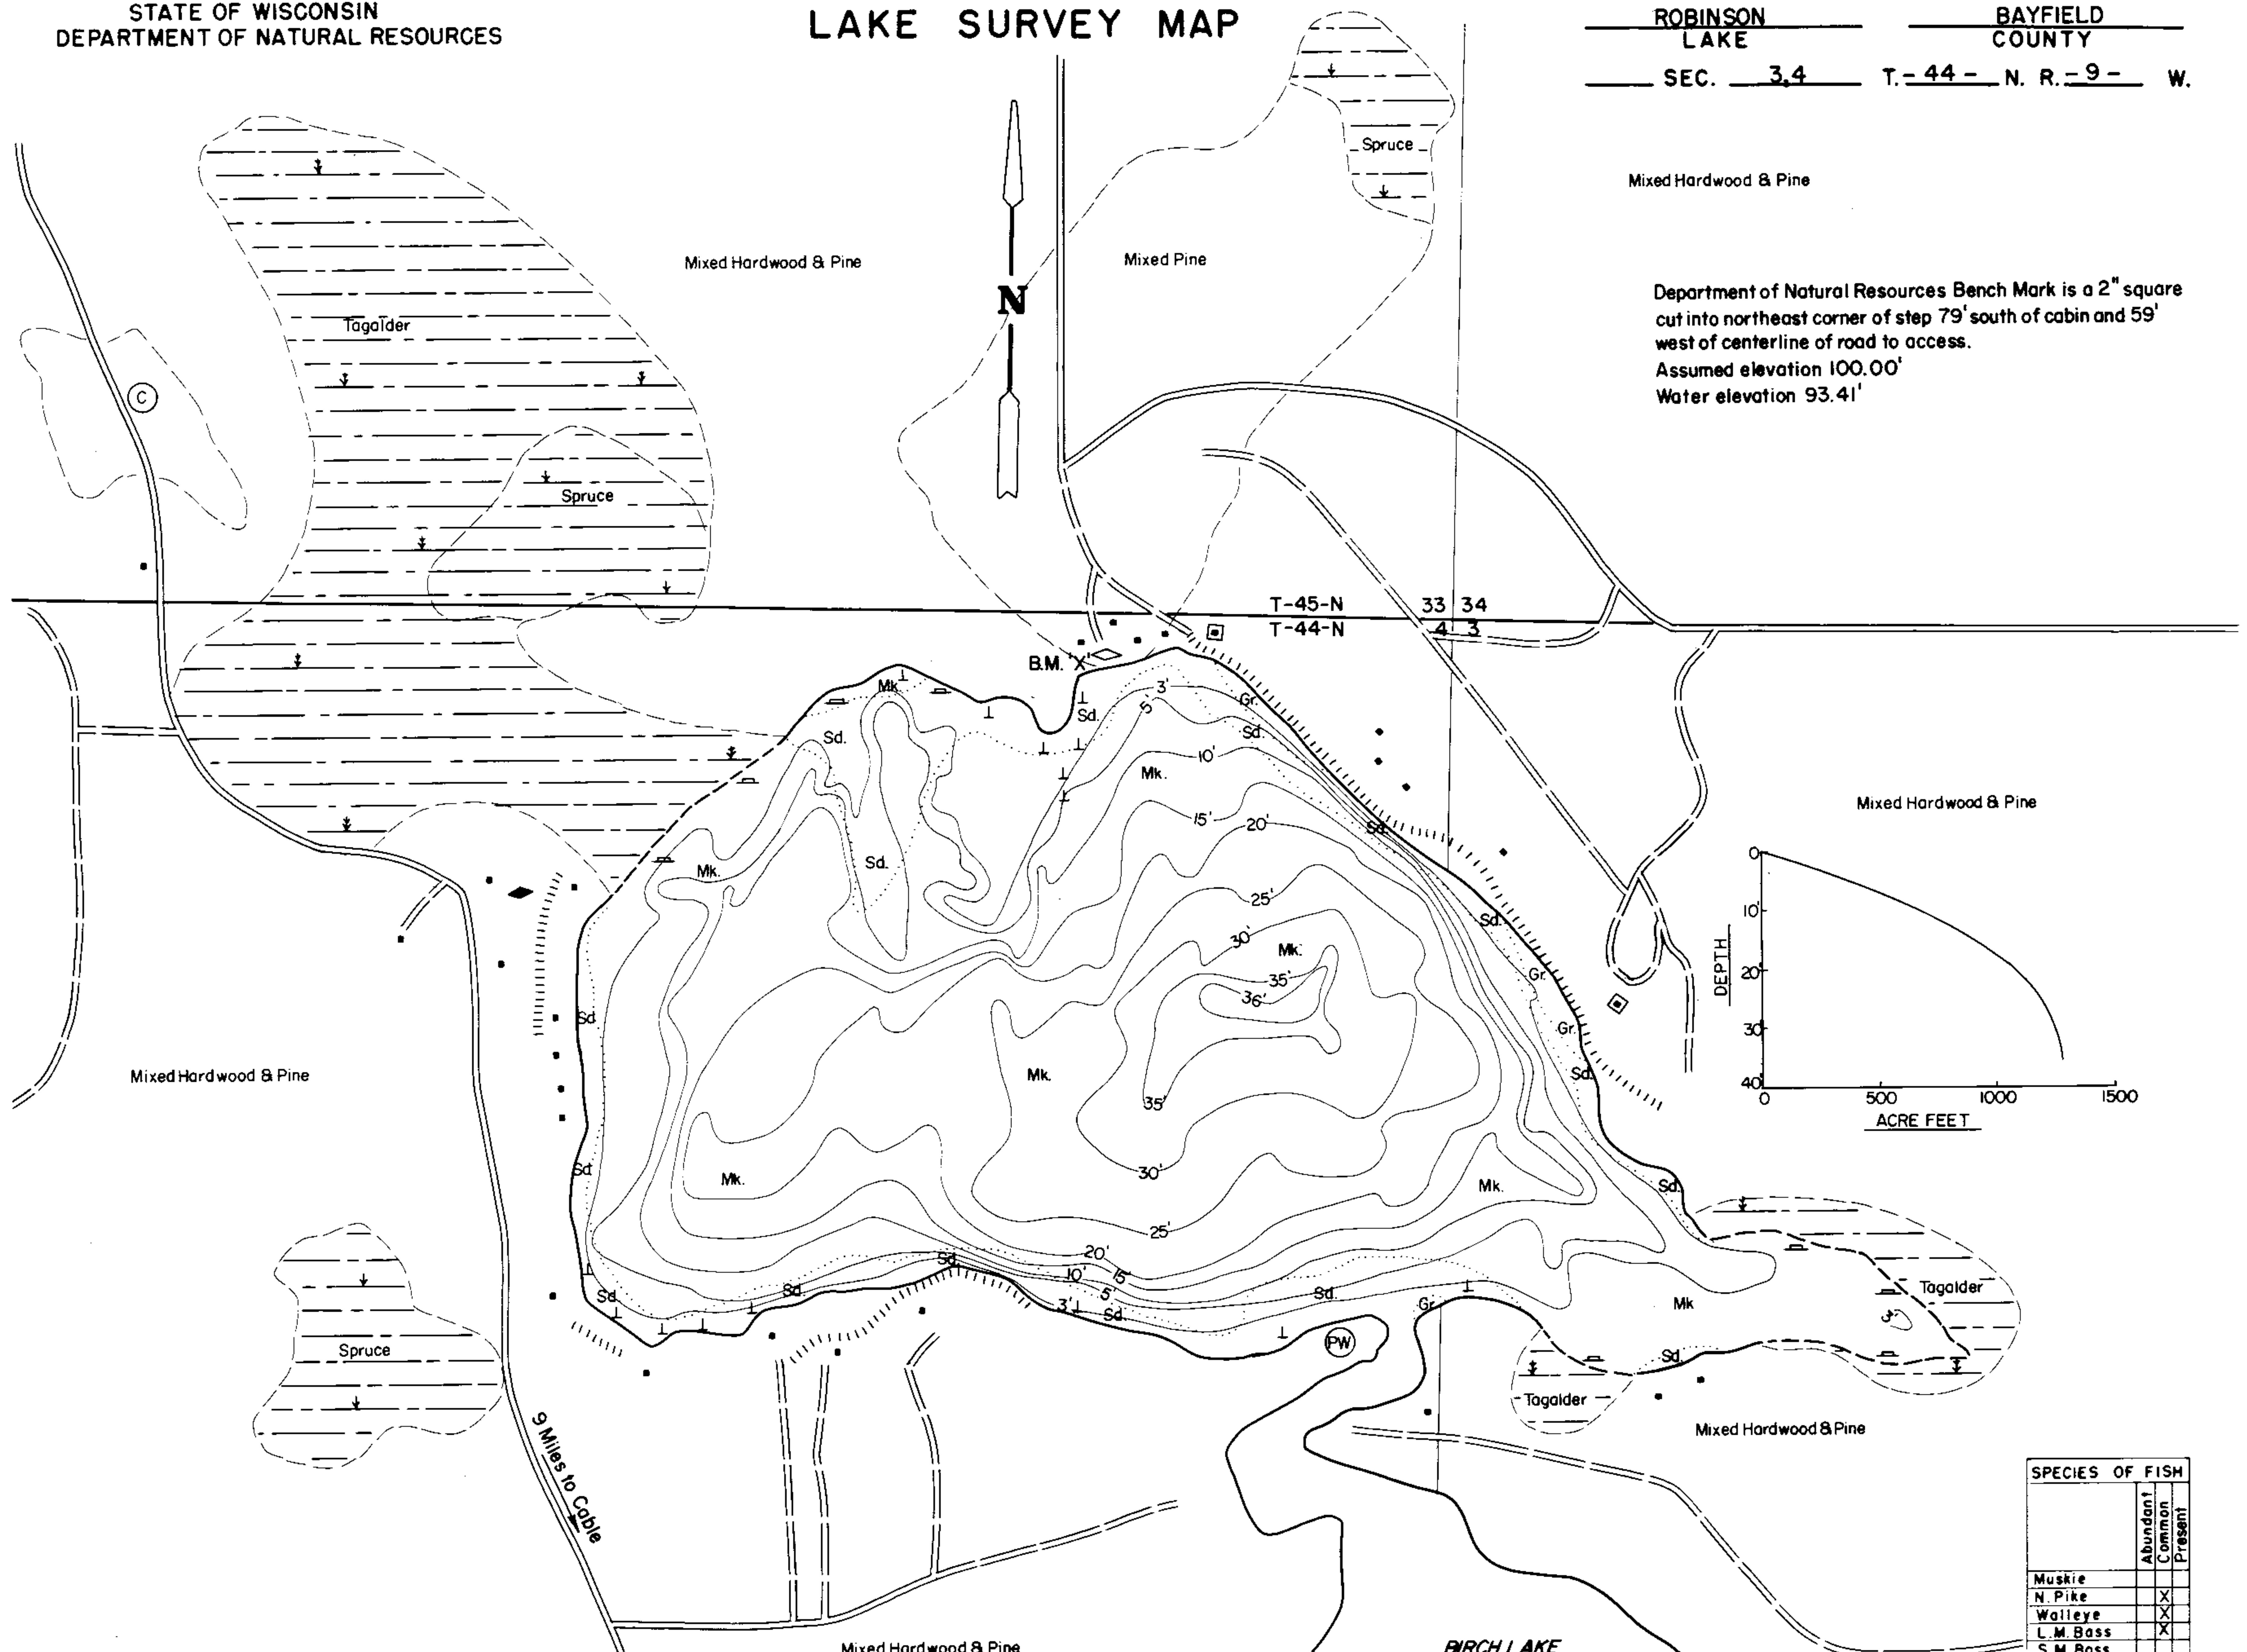 STATE OF WISCONSIN
DEPARTMENT OF NATURAL RESOURCES
LAKE SURVEY MAP
ROBINSON
LAKE
BAYFIELD
COUNTY
SEC. 3,4 T.- 44 - N. R.- 9 - W.
Spruce
Mixed Hardwood & Pine
Mixed Hardwood & Pine
Mixed Pine
N
Department of Natural Resources Bench Mark is a 2" square
cut into northeast corner of step 79' south of cabin and 59'
west of centerline of road to access.
Assumed elevation 100.00'
Water elevation 93.41'
Tagalder
C
Spruce
T-45-N 33 34
T-44-N 4 3
B.M. 'X'
Mk.
3'
5'
Gr.
Sd.
Sd.
Sd.
10'
Mk.
Mixed Hardwood & Pine
15'
20'
Sd.
Sd.
Mk.
25'
Sd.
30'
Mk.
35'
36'
Gr.
Sd
Gr.
Sd.
Mk.
35'
Mixed Hardwood & Pine
0
10'
20'
30'
40'
DEPTH
0 500 1000 1500
ACRE FEET
Sd
Mk.
30'
Mk.
Sd.
25'
20'
15'
10'
5'
3'
Sd.
Sd.
Sd.
Sd.
Sd.
Gr.
Mk
Tagalder
3'
Sd.
PW
Spruce
Tagalder
Mixed Hardwood & Pine
9 Miles to Cable
SPECIES OF FISH
Abundant
Common
Present
Muskie
N. Pike X
Walleye X
L.M. Bass X
S.M. Bass
Mixed Hardwood & Pine
BIRCH LAKE